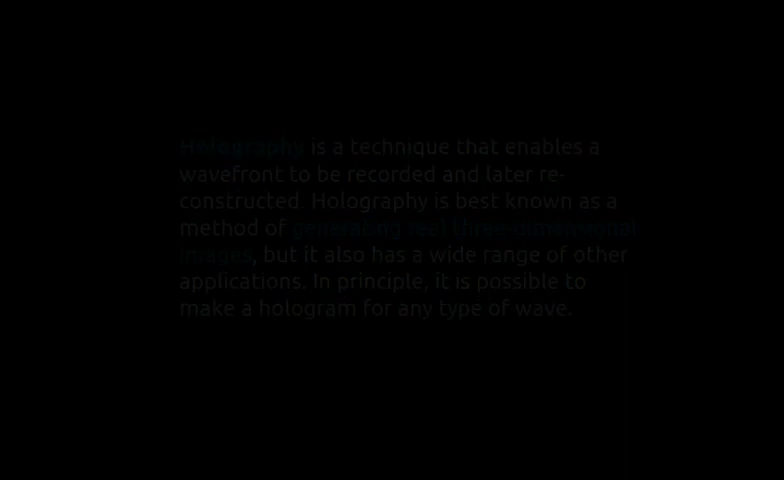 Holography is a technique that enables a
wavefront to be recorded and later re-
constructed. Holography is best known as a
method of generating real three-dimensional
images, but it also has a wide range of other
applications. In principle, it is possible to
make a hologram for any type of wave.